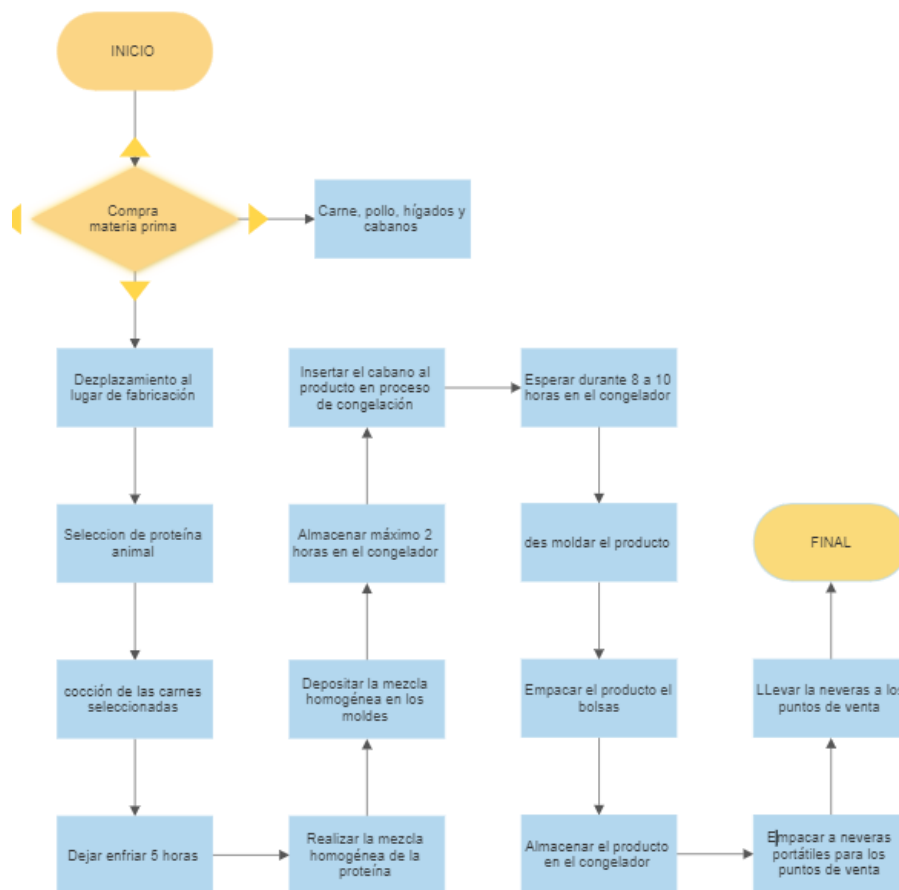 INICIO
Compra
materia prima
Carne, pollo, hígados y
cabanos
Dezplazamiento al
lugar de fabricación
Seleccion de proteína
animal
cocción de las carnes
seleccionadas
Dejar enfriar 5 horas
Realizar la mezcla
homogénea de la
proteína
Depositar la mezcla
homogénea en los
moldes
Almacenar máximo 2
horas en el congelador
Insertar el cabano al
producto en proceso
de congelación
Esperar durante 8 a 10
horas en el congelador
des moldar el producto
Empacar el producto el
bolsas
Almacenar el producto
en el congelador
Empacar a neveras
portátiles para los
puntos de venta
LLevar la neveras a los
puntos de venta
FINAL